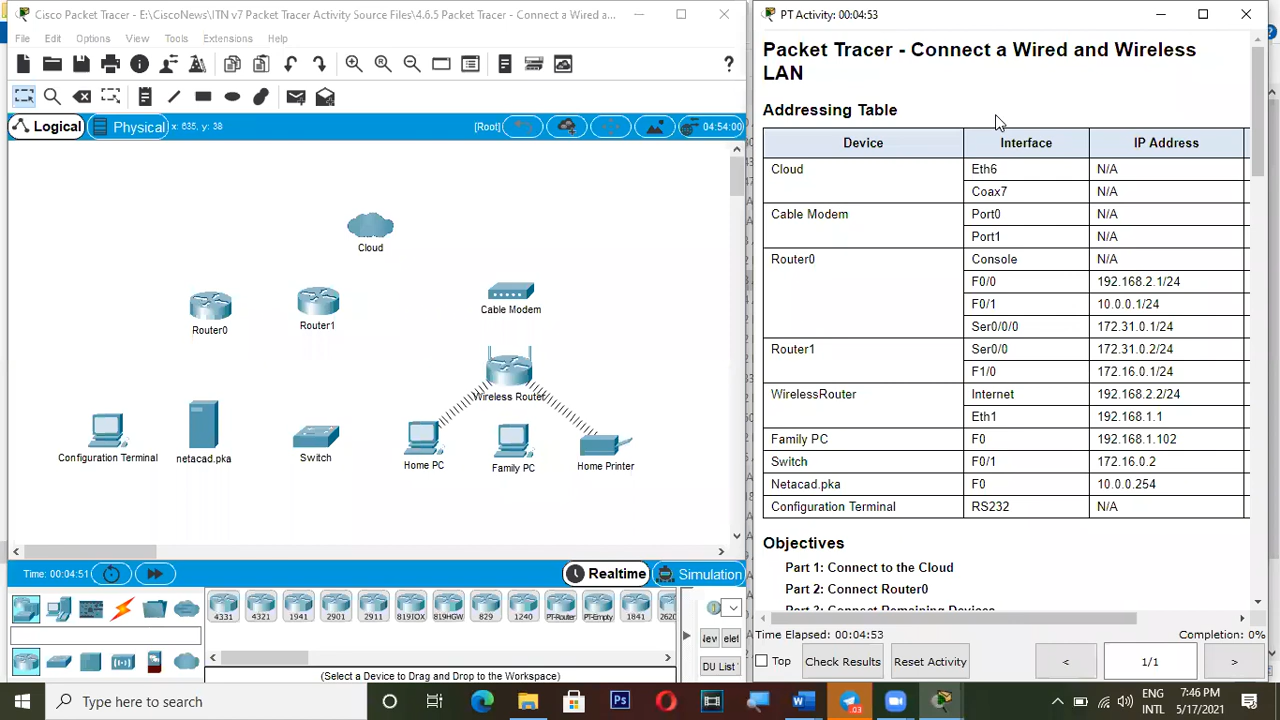 Cisco Packet Tracer - E:\CiscoNews\ITN v7 Packet Tracer Activity Source Files\4.6.5 Packet Tracer - Connect a Wired a...
File Edit Options View Tools Extensions Help
Logical Physical x: 635, y: 38 [Root] 04:54:00
Cloud
Cable Modem
Router0
Router1
Wireless Router
Configuration Terminal
netacad.pka
Switch
Home PC
Family PC
Home Printer
Time: 00:04:51 Realtime Simulation
4331 4321 1941 2901 2911 819IOX 819HGW 829 1240 PT-Router PT-Empty 1841 2620
(Select a Device to Drag and Drop to the Workspace)
DU List
PT Activity: 00:04:53
Packet Tracer - Connect a Wired and Wireless
LAN
Addressing Table
Device Interface IP Address
Cloud Eth6 N/A
Coax7 N/A
Cable Modem Port0 N/A
Port1 N/A
Router0 Console N/A
F0/0 192.168.2.1/24
F0/1 10.0.0.1/24
Ser0/0/0 172.31.0.1/24
Router1 Ser0/0 172.31.0.2/24
F1/0 172.16.0.1/24
WirelessRouter Internet 192.168.2.2/24
Eth1 192.168.1.1
Family PC F0 192.168.1.102
Switch F0/1 172.16.0.2
Netacad.pka F0 10.0.0.254
Configuration Terminal RS232 N/A
Objectives
Part 1: Connect to the Cloud
Part 2: Connect Router0
Part 3: Connect Remaining Devices
Time Elapsed: 00:04:53 Completion: 0%
Top Check Results Reset Activity < 1/1 >
Type here to search
Ps
ENG
INTL
7:46 PM
5/17/2021